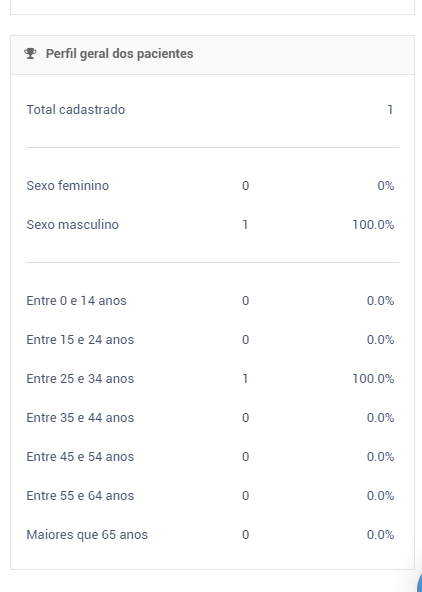 Perfil geral dos pacientes
Total cadastrado 1
Sexo feminino 0 0%
Sexo masculino 1 100.0%
Entre 0 e 14 anos 0 0.0%
Entre 15 e 24 anos 0 0.0%
Entre 25 e 34 anos 1 100.0%
Entre 35 e 44 anos 0 0.0%
Entre 45 e 54 anos 0 0.0%
Entre 55 e 64 anos 0 0.0%
Maiores que 65 anos 0 0.0%